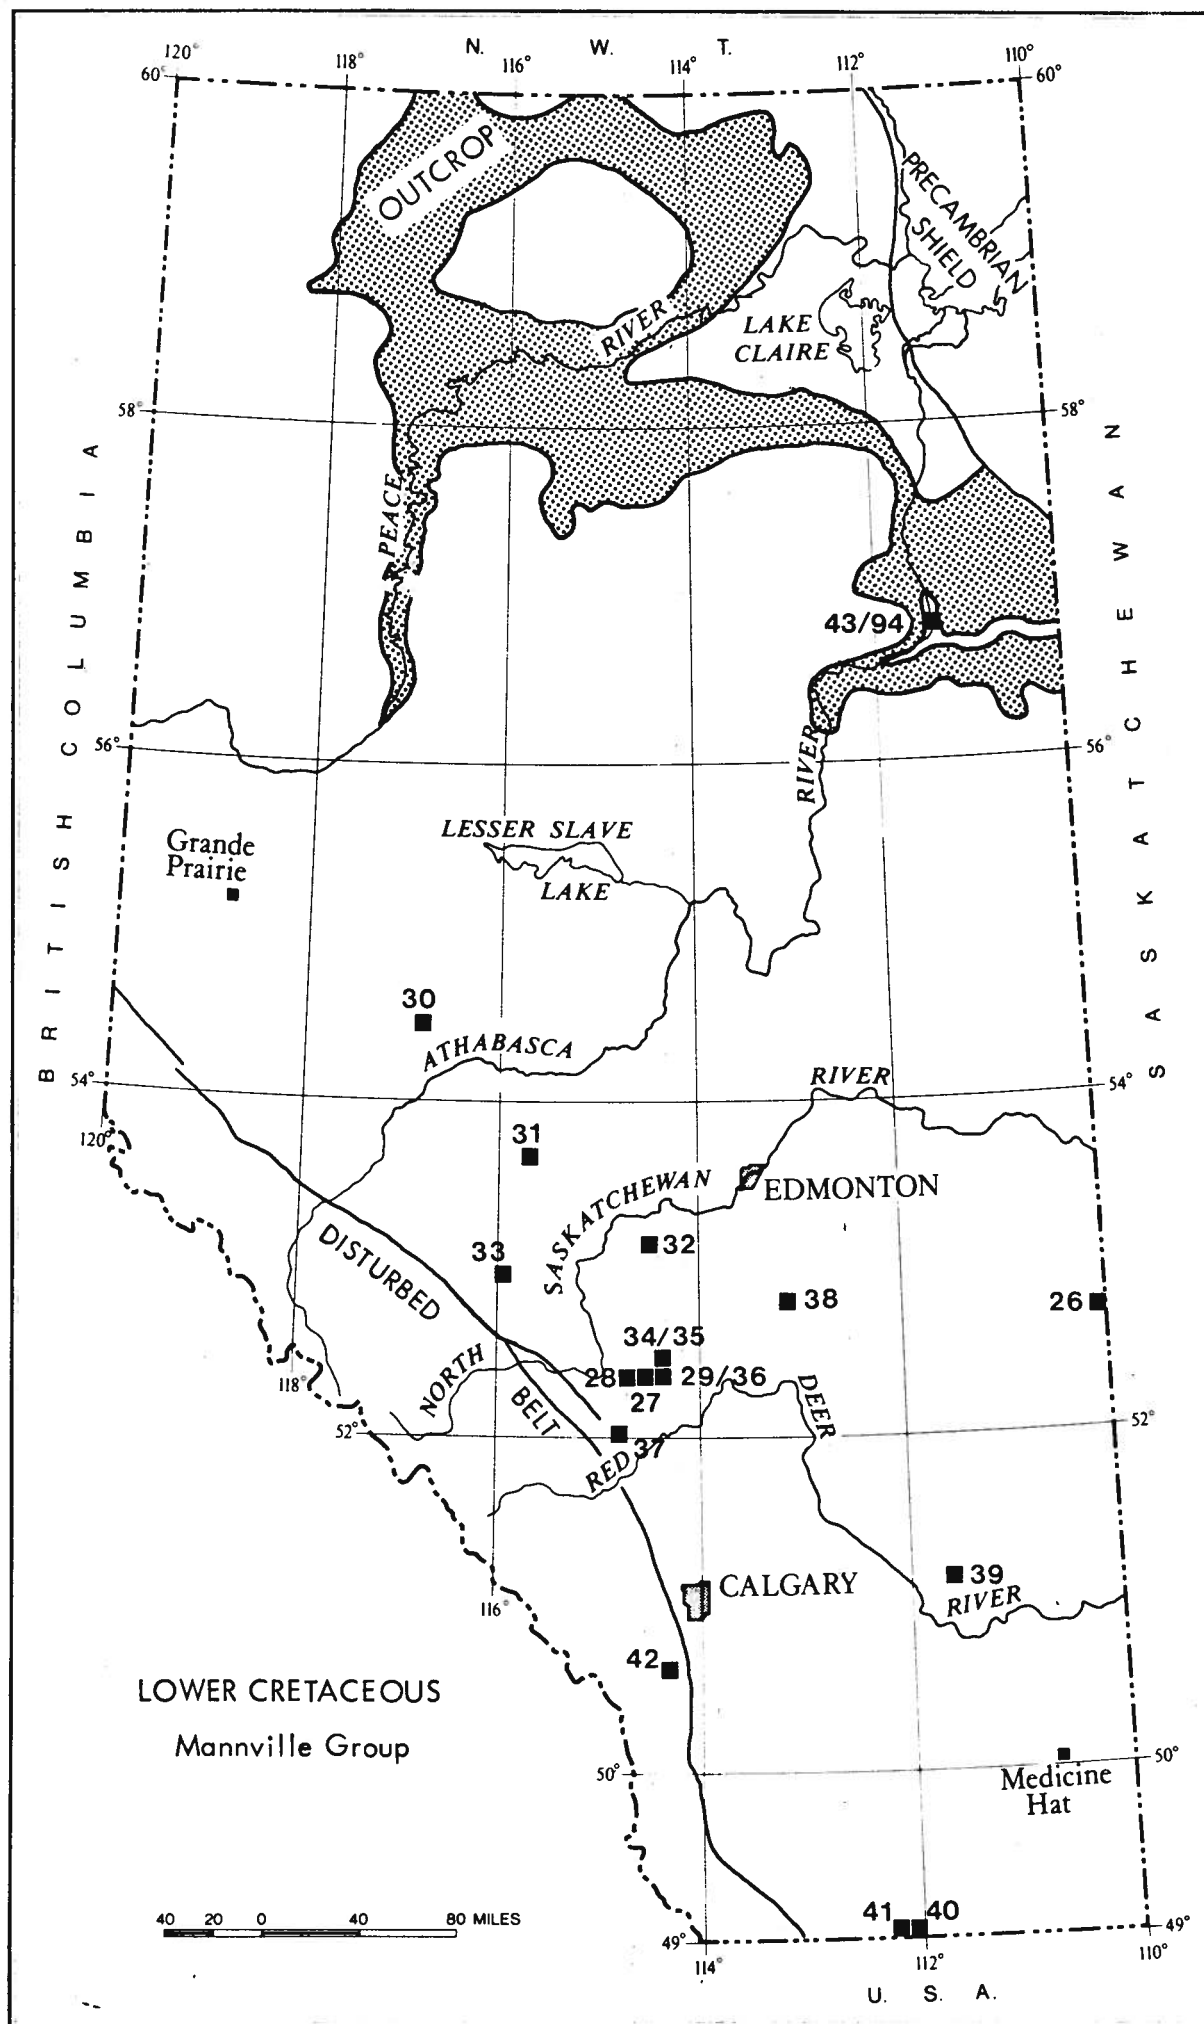 N. W. T.
120°
118°
116°
114°
112°
110°
60°
60°
OUTCROP
PRECAMBRIAN
SHIELD
RIVER
LAKE
CLAIRE
58°
58°
BRITISH COLUMBIA
SASKATCHEWAN
PEACE
43/94
56°
56°
RIVER
Grande
Prairie
LESSER SLAVE
LAKE
30
ATHABASCA
54°
54°
RIVER
120°
31
EDMONTON
SASKATCHEWAN
32
DISTURBED
33
38
26
34/35
28
29/36
27
118°
NORTH
BELT
DEER
52°
52°
37
RED
39
RIVER
CALGARY
116°
42
LOWER CRETACEOUS
Mannville Group
50°
50°
Medicine
Hat
40 20 0 40 80 MILES
41
40
49°
49°
114°
112°
110°
U. S. A.